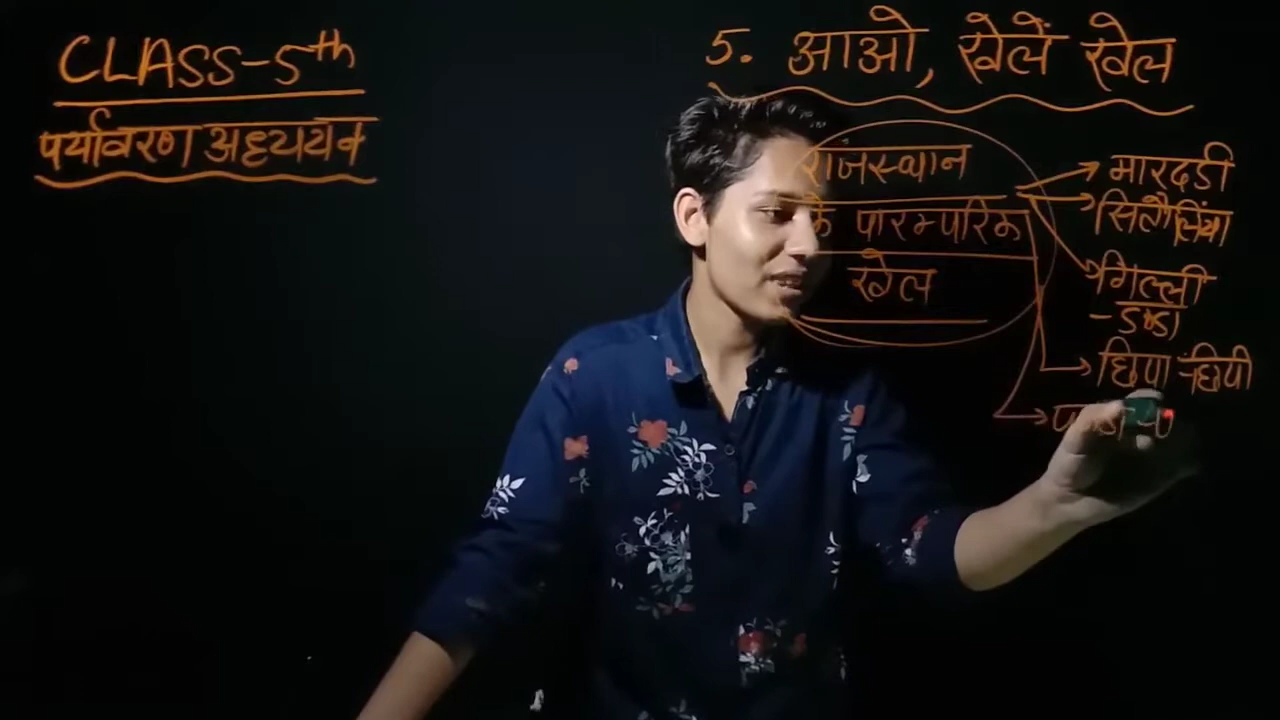 CLASS-5th
पर्यावरण अध्ययन
5. आओ, खेलें खेल
राजस्थान
के पारम्परिक
खेल
मारदडी
सितौलिया
गिल्ली
-डंडा
छिपा-छिपी